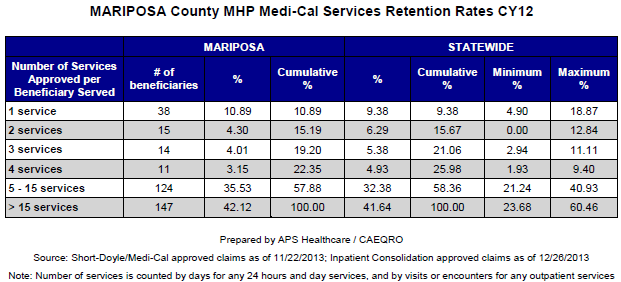 MARIPOSA County MHP Medi-Cal Services Retention Rates CY12
MARIPOSA STATEWIDE
Number of Services Approved per Beneficiary Served # of beneficiaries % Cumulative % % Cumulative % Minimum % Maximum %
1 service 38 10.89 10.89 9.38 9.38 4.90 18.87
2 services 15 4.30 15.19 6.29 15.67 0.00 12.84
3 services 14 4.01 19.20 5.38 21.06 2.94 11.11
4 services 11 3.15 22.35 4.93 25.98 1.93 9.40
5 - 15 services 124 35.53 57.88 32.38 58.36 21.24 40.93
> 15 services 147 42.12 100.00 41.64 100.00 23.68 60.46
Prepared by APS Healthcare / CAEQRO
Source: Short-Doyle/Medi-Cal approved claims as of 11/22/2013; Inpatient Consolidation approved claims as of 12/26/2013
Note: Number of services is counted by days for any 24 hours and day services, and by visits or encounters for any outpatient services